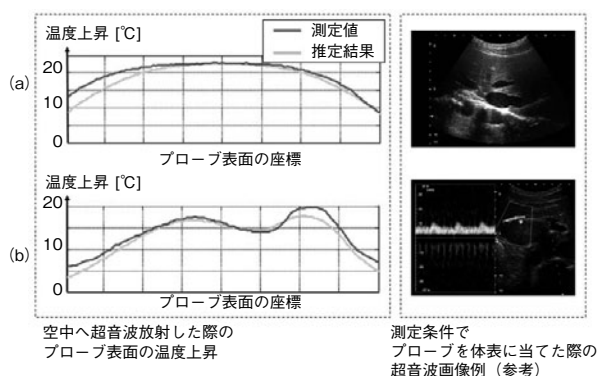 温度上昇 [℃]
測定値
推定結果
(a)
20
10
0
プローブ表面の座標
温度上昇 [℃]
(b)
20
10
0
プローブ表面の座標
空中へ超音波放射した際の
プローブ表面の温度上昇
測定条件で
プローブを体表に当てた際の
超音波画像例（参考）